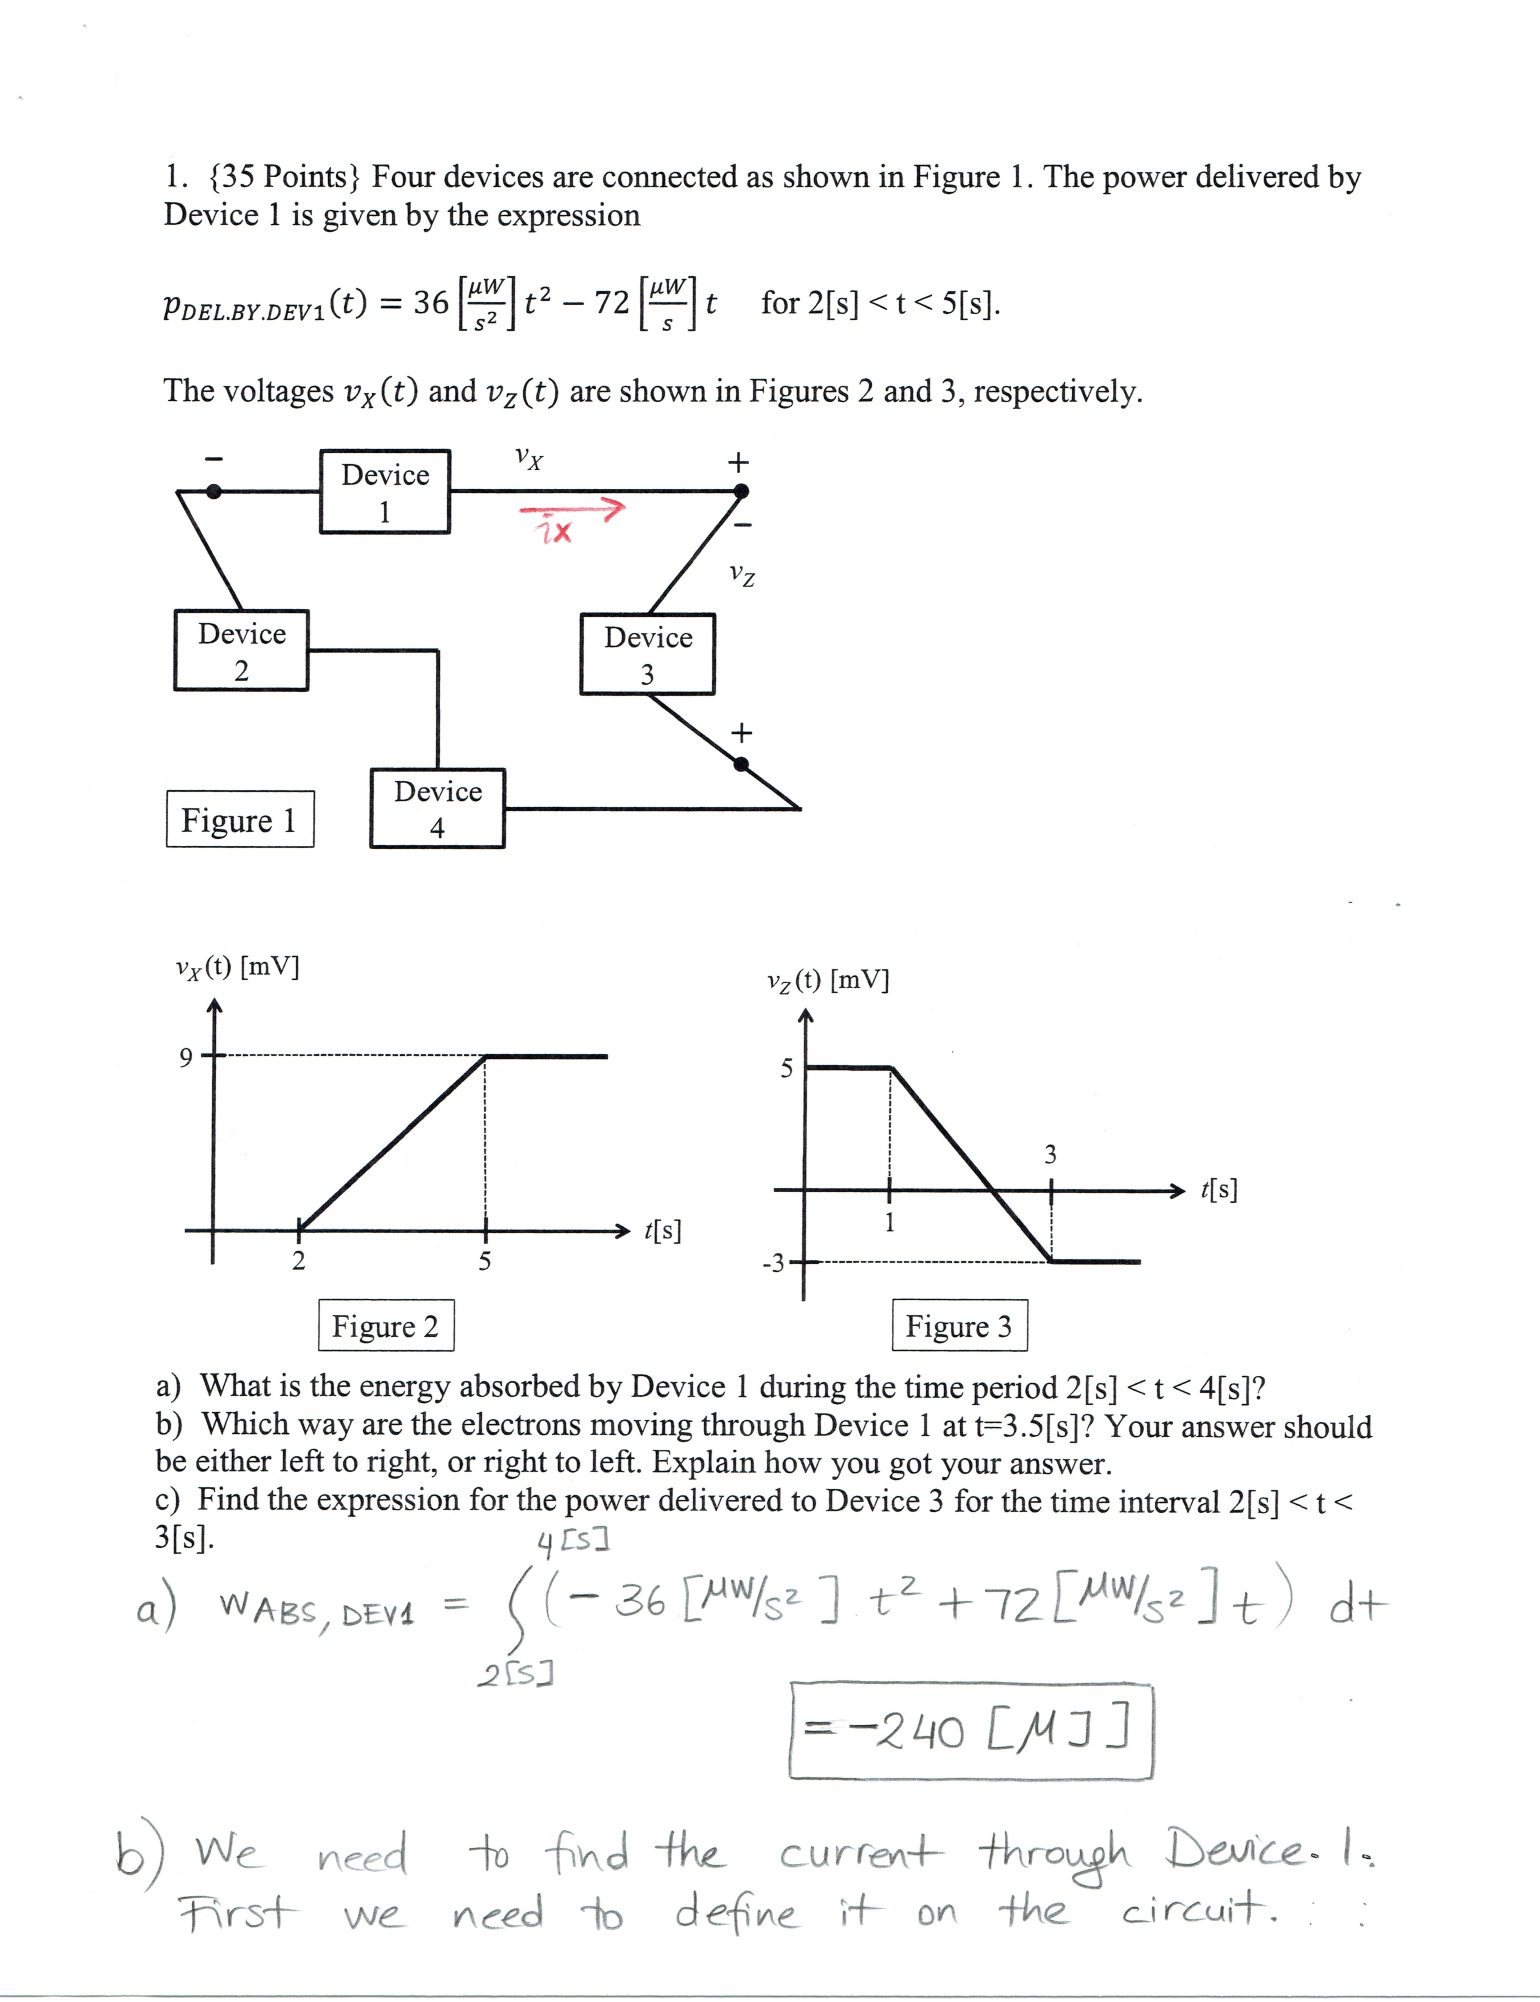 1. {35 Points} Four devices are connected as shown in Figure 1. The power delivered by
Device 1 is given by the expression
p_DEL.BY.DEV1(t) = 36 [μW/s²] t² − 72 [μW/s] t for 2[s] < t < 5[s].
The voltages v_X(t) and v_Z(t) are shown in Figures 2 and 3, respectively.
−
Device
1
v_X
+
i_X
−
v_Z
Device
2
Device
3
+
Device
4
Figure 1
v_X(t) [mV]
9
2
5
t[s]
Figure 2
v_Z(t) [mV]
5
3
t[s]
1
-3
Figure 3
a) What is the energy absorbed by Device 1 during the time period 2[s] < t < 4[s]?
b) Which way are the electrons moving through Device 1 at t=3.5[s]? Your answer should
be either left to right, or right to left. Explain how you got your answer.
c) Find the expression for the power delivered to Device 3 for the time interval 2[s] < t <
3[s].
4[s]
a) W_ABS, DEV1 = ∫(− 36 [μW/s²] t² + 72 [μW/s²] t) dt
2[s]
= −240 [μJ]
b) We need to find the current through Device. 1.
First we need to define it on the circuit.